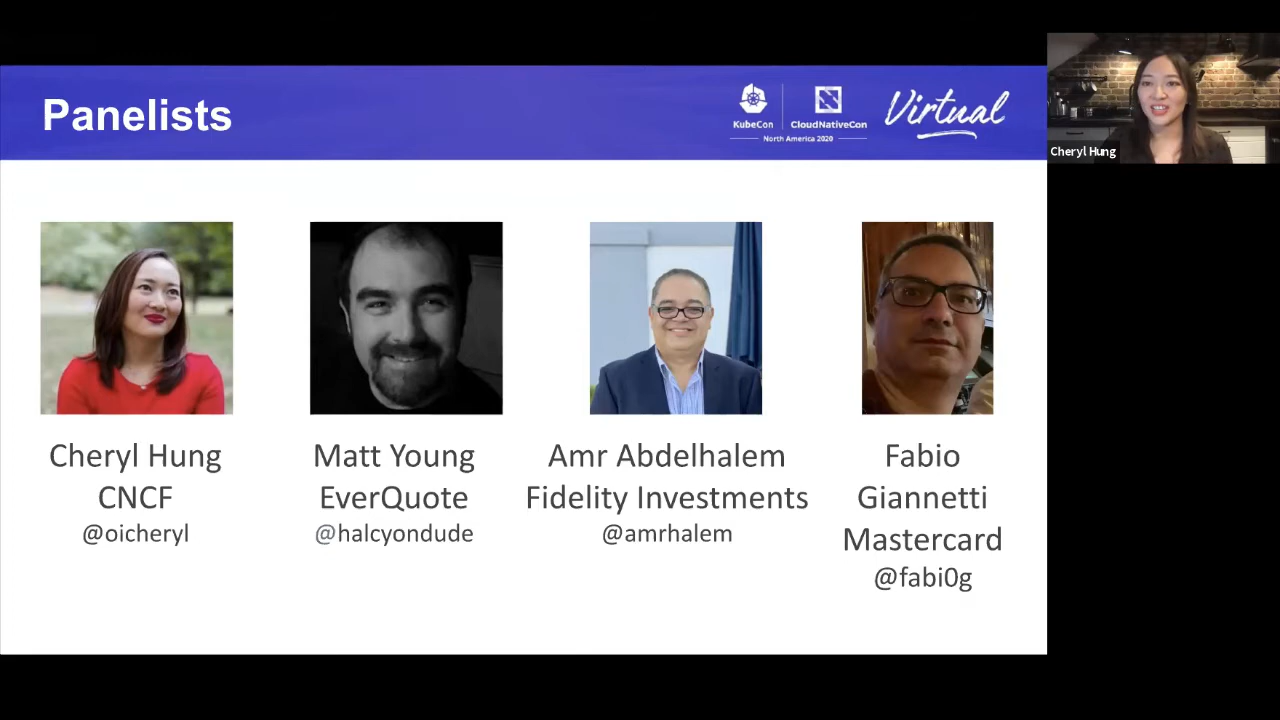 Panelists
KubeCon
CloudNativeCon
North America 2020
Virtual
Cheryl Hung
Cheryl Hung
CNCF
@oicheryl
Matt Young
EverQuote
@halcyondude
Amr Abdelhalem
Fidelity Investments
@amrhalem
Fabio
Giannetti
Mastercard
@fabi0g